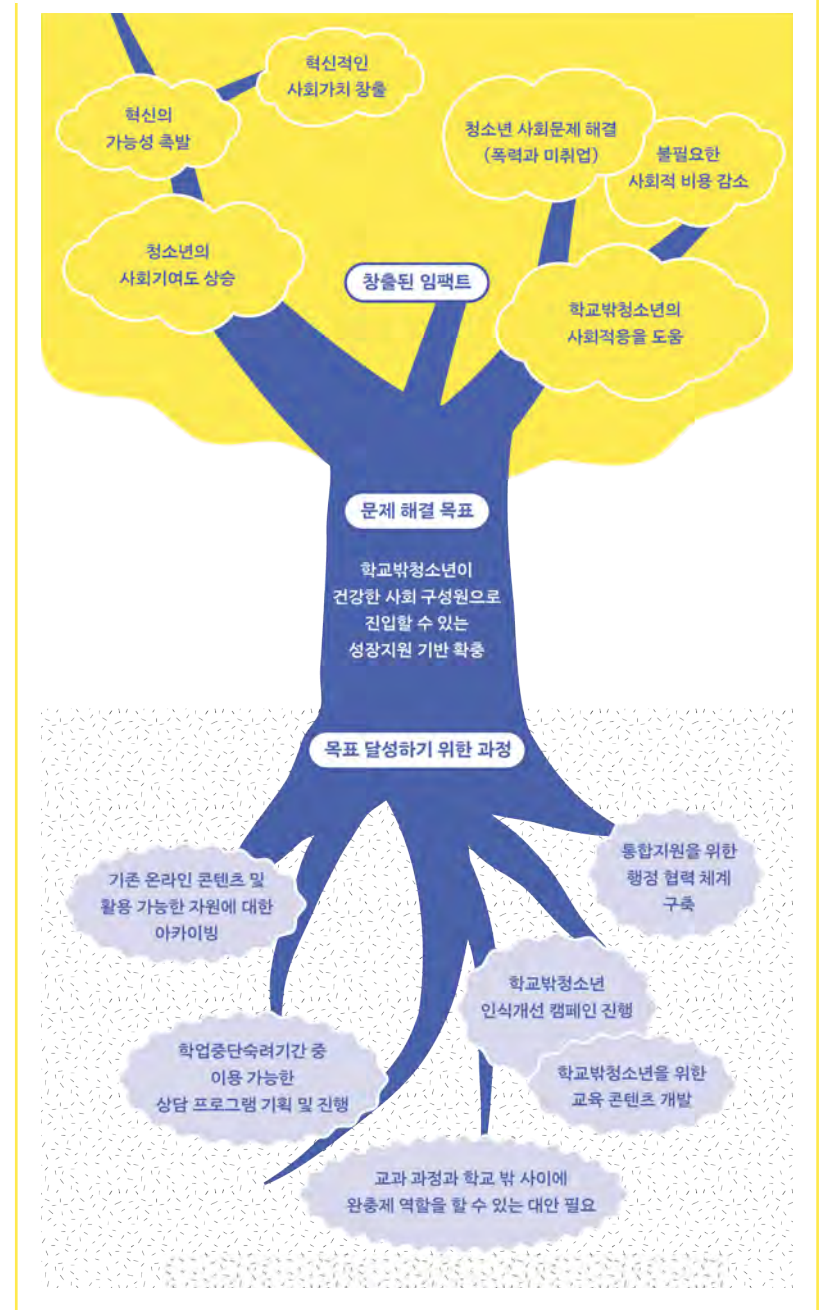 혁신적인
사회가치 창출
혁신의
가능성 촉발
청소년 사회문제 해결
(폭력과 미취업)
불필요한
사회적 비용 감소
청소년의
사회기여도 상승
창출된 임팩트
학교밖청소년의
사회적응을 도움
문제 해결 목표
학교밖청소년이
건강한 사회 구성원으로
진입할 수 있는
성장지원 기반 확충
목표 달성하기 위한 과정
통합지원을 위한
행정 협력 체계
구축
기존 온라인 콘텐츠 및
활용 가능한 자원에 대한
아카이빙
학교밖청소년
인식개선 캠페인 진행
학업중단숙려기간 중
이용 가능한
상담 프로그램 기획 및 진행
학교밖청소년을 위한
교육 콘텐츠 개발
교과 과정과 학교 밖 사이에
완충제 역할을 할 수 있는 대안 필요